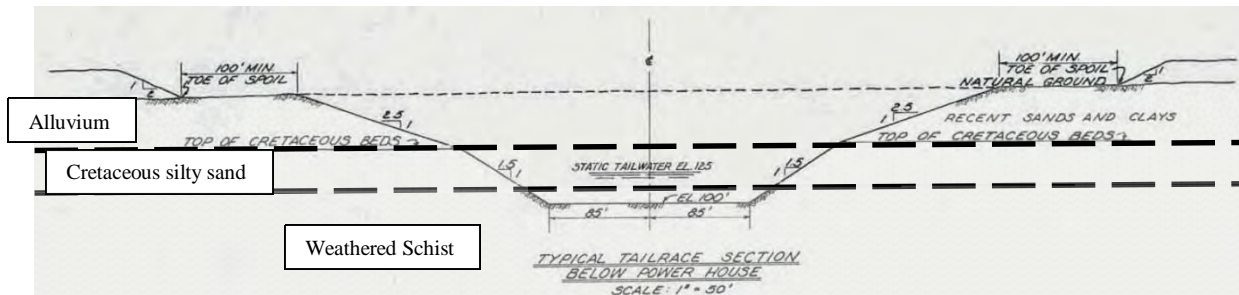 100' MIN.
TOE OF SPOIL
1
2
Alluvium
2.5
1
TOP OF CRETACEOUS BEDS
Cretaceous silty sand
1.5
1
℄
STATIC TAILWATER EL. 125
EL. 100'
85'
85'
100' MIN.
TOE OF SPOIL
NATURAL GROUND
1
2
2.5
1
RECENT SANDS AND CLAYS
TOP OF CRETACEOUS BEDS
1.5
1
Weathered Schist
TYPICAL TAILRACE SECTION
BELOW POWER HOUSE
SCALE: 1" = 50'